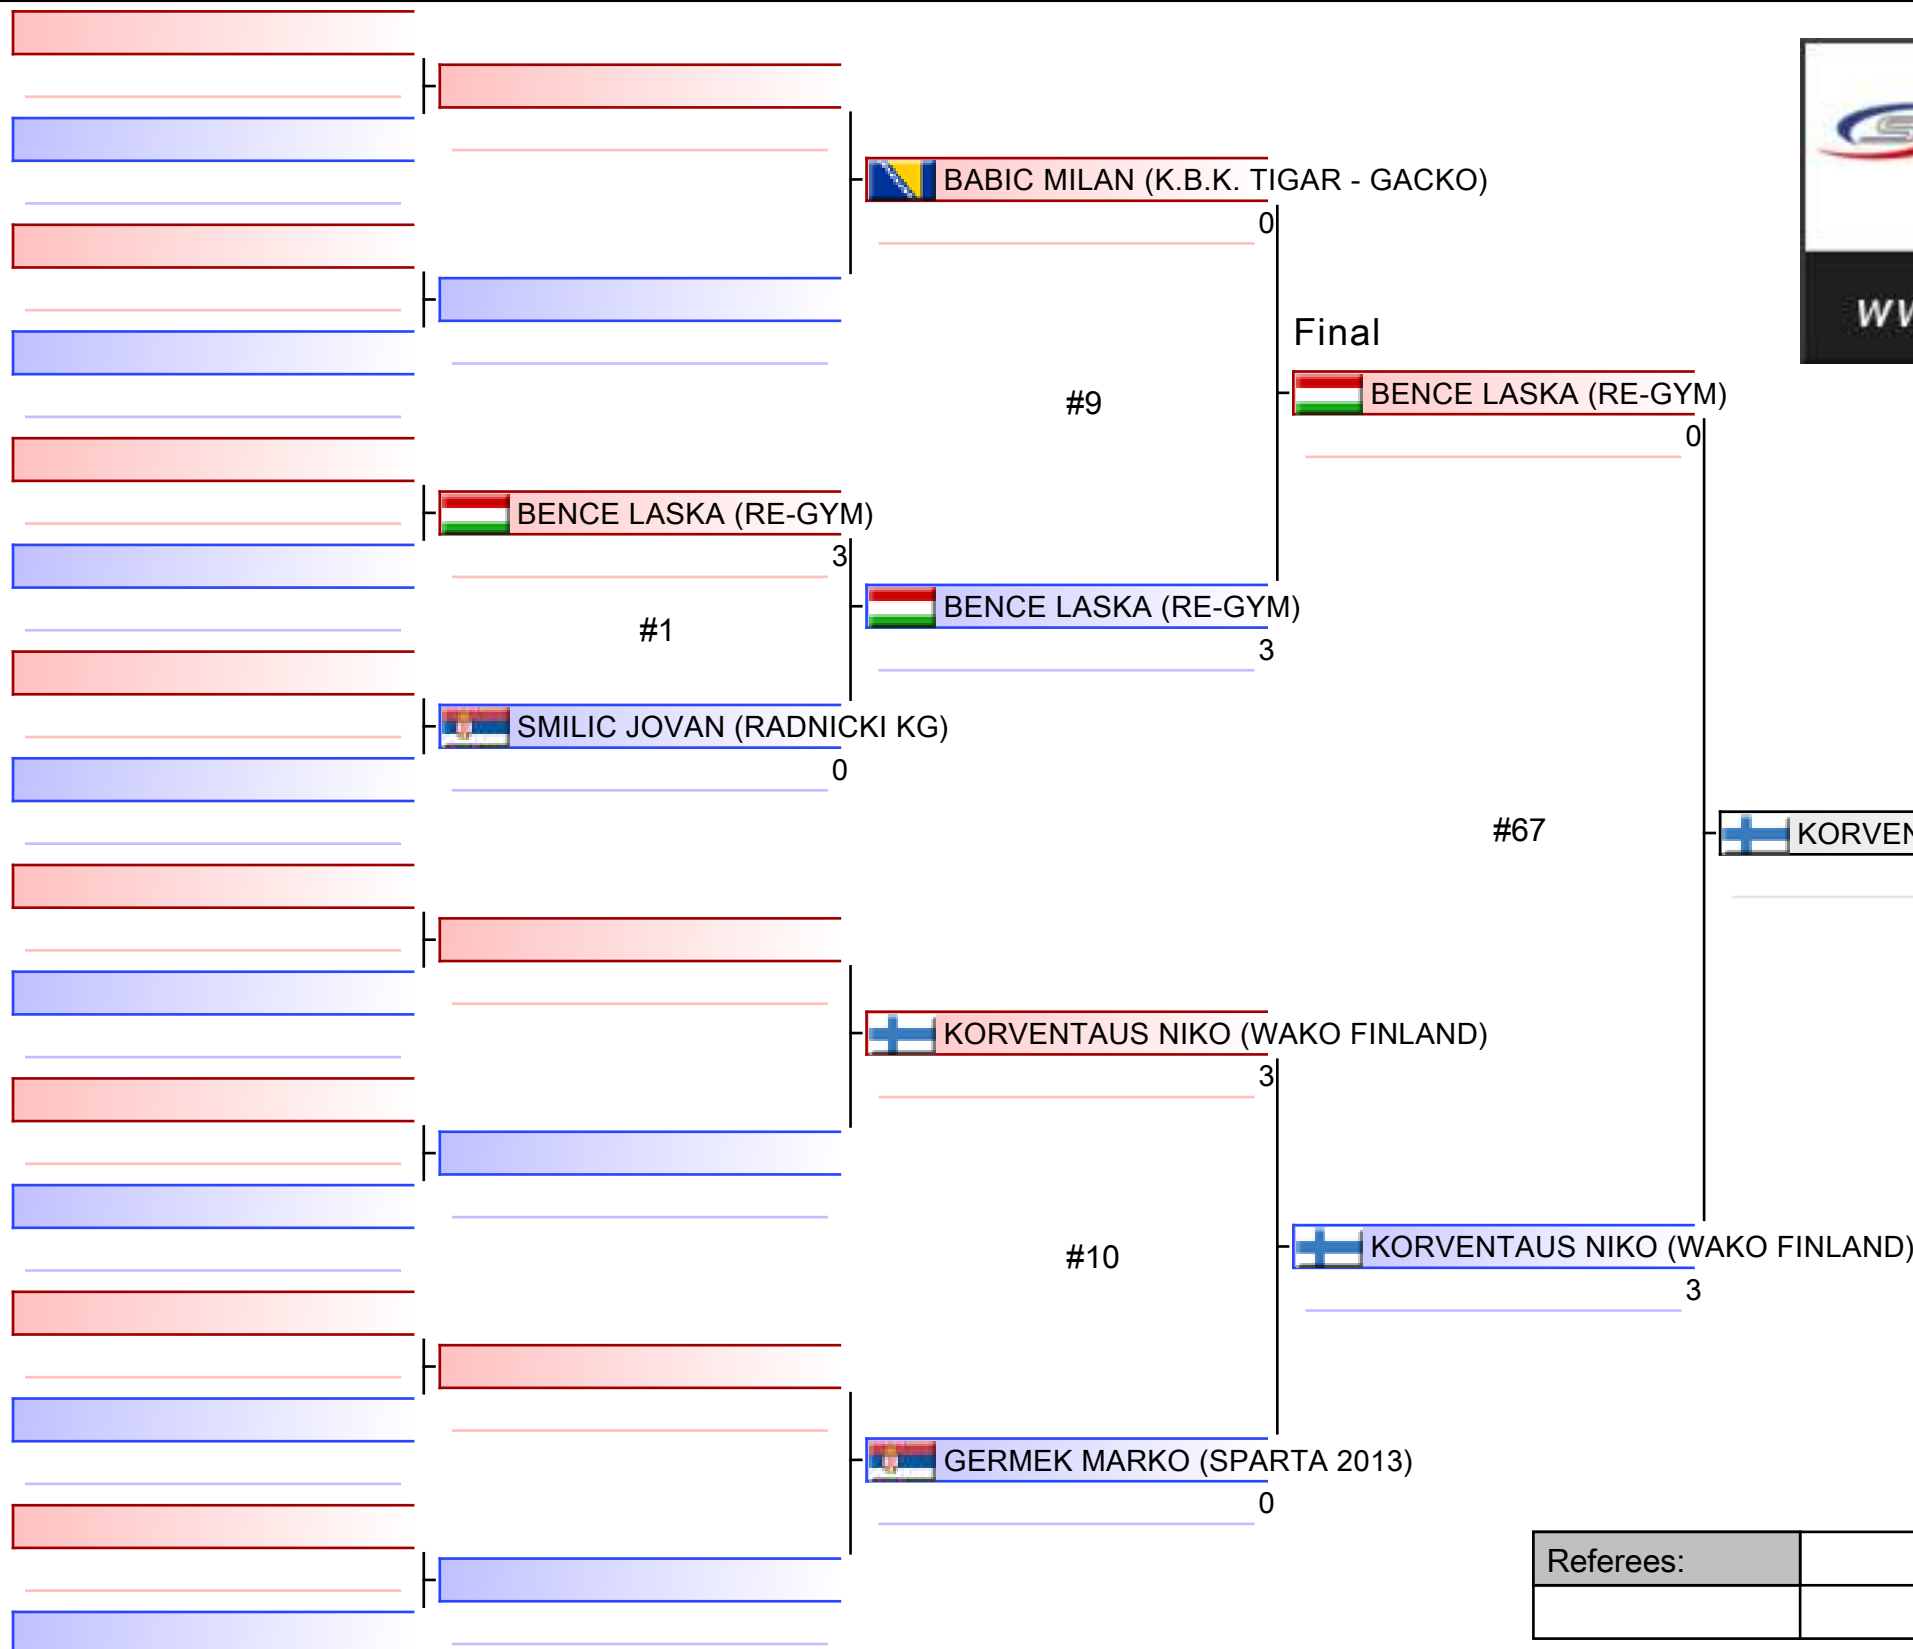 BABIC MILAN (K.B.K. TIGAR - GACKO)
0
Final
#9
BENCE LASKA (RE-GYM)
0
BENCE LASKA (RE-GYM)
3
BENCE LASKA (RE-GYM)
3
#1
SMILIC JOVAN (RADNICKI KG)
0
#67
KORVENTAUS NIKO (WAKO FINLAND)
3
#10
KORVENTAUS NIKO (WAKO FINLAND)
3
GERMEK MARKO (SPARTA 2013)
0
Referees: